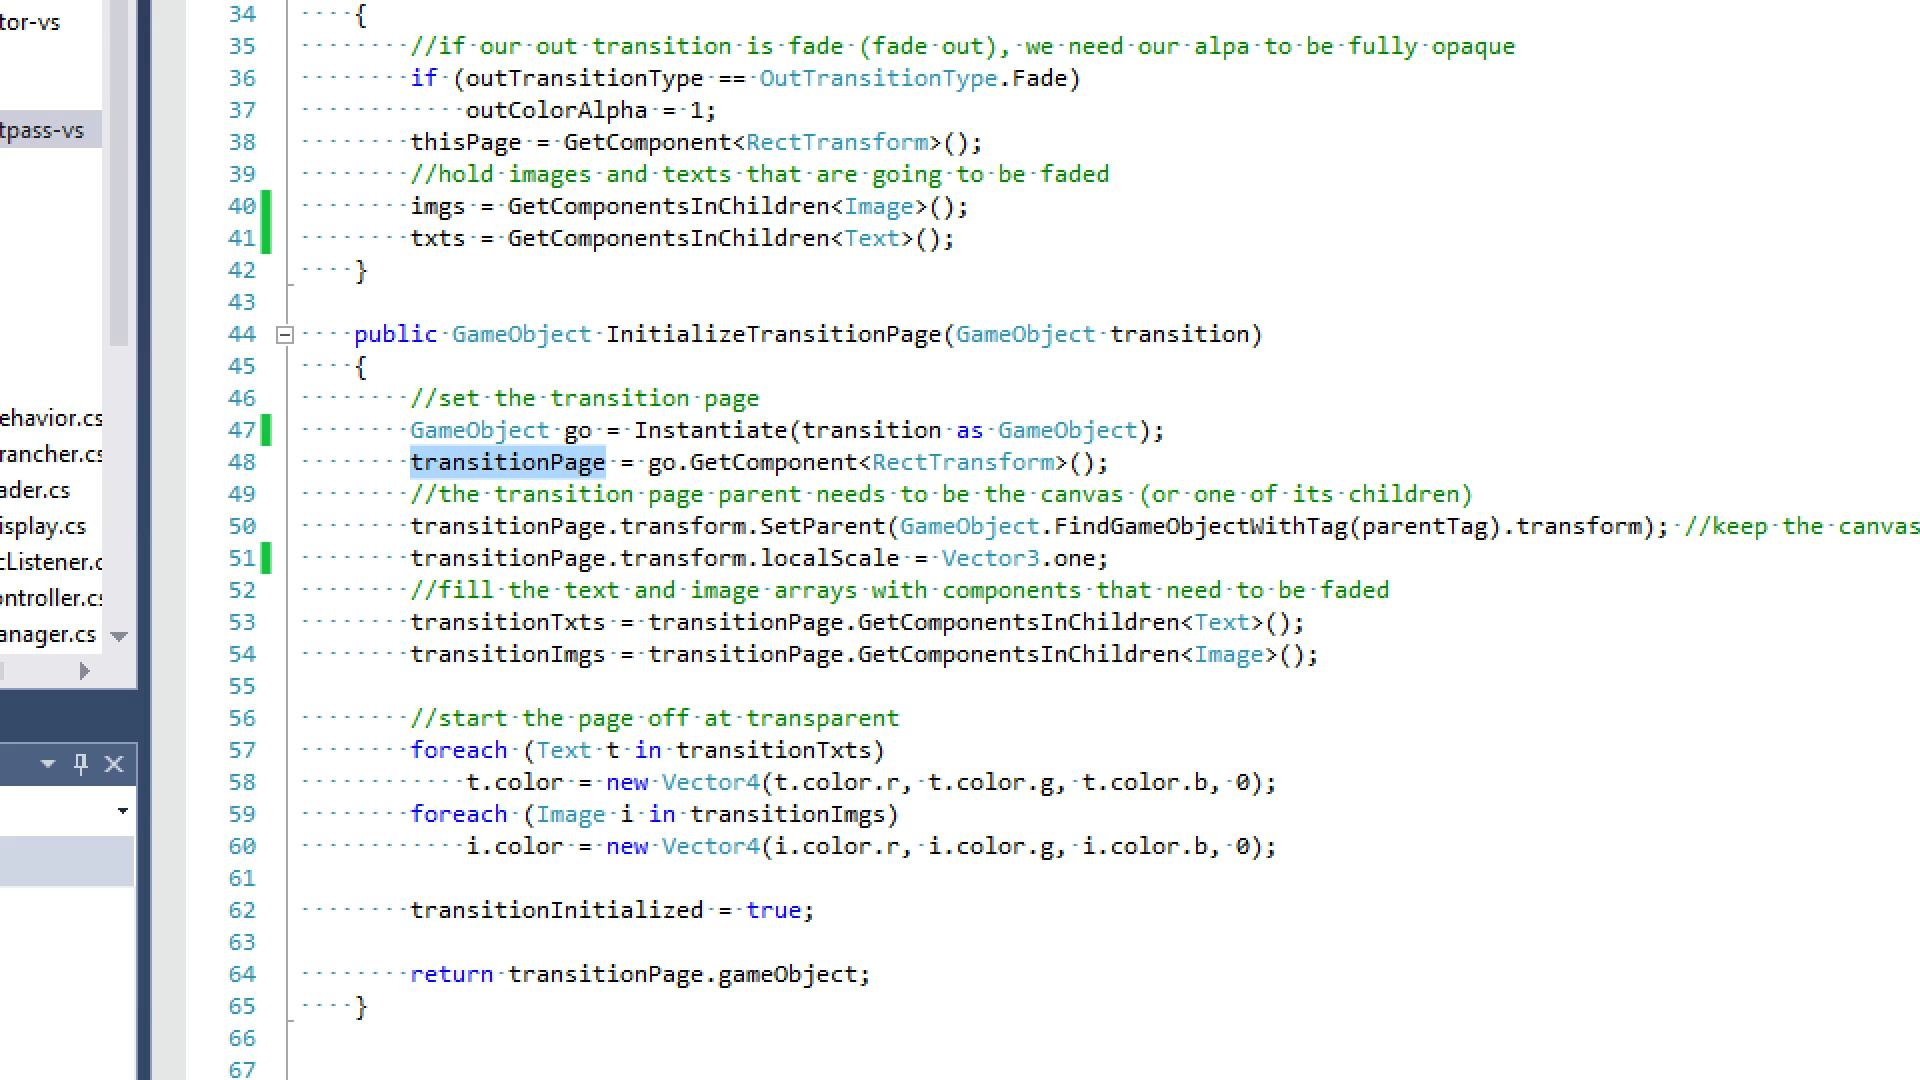 tor-vs
tpass-vs
ehavior.cs
rancher.cs
ader.cs
isplay.cs
cListener.c
ontroller.cs
anager.cs
34 {
35 //if our out transition is fade (fade out), we need our alpa to be fully opaque
36 if (outTransitionType == OutTransitionType.Fade)
37 outColorAlpha = 1;
38 thisPage = GetComponent<RectTransform>();
39 //hold images and texts that are going to be faded
40 imgs = GetComponentsInChildren<Image>();
41 txts = GetComponentsInChildren<Text>();
42 }
43
44 public GameObject InitializeTransitionPage(GameObject transition)
45 {
46 //set the transition page
47 GameObject go = Instantiate(transition as GameObject);
48 transitionPage = go.GetComponent<RectTransform>();
49 //the transition page parent needs to be the canvas (or one of its children)
50 transitionPage.transform.SetParent(GameObject.FindGameObjectWithTag(parentTag).transform); //keep the canvas
51 transitionPage.transform.localScale = Vector3.one;
52 //fill the text and image arrays with components that need to be faded
53 transitionTxts = transitionPage.GetComponentsInChildren<Text>();
54 transitionImgs = transitionPage.GetComponentsInChildren<Image>();
55
56 //start the page off at transparent
57 foreach (Text t in transitionTxts)
58 t.color = new Vector4(t.color.r, t.color.g, t.color.b, 0);
59 foreach (Image i in transitionImgs)
60 i.color = new Vector4(i.color.r, i.color.g, i.color.b, 0);
61
62 transitionInitialized = true;
63
64 return transitionPage.gameObject;
65 }
66
67